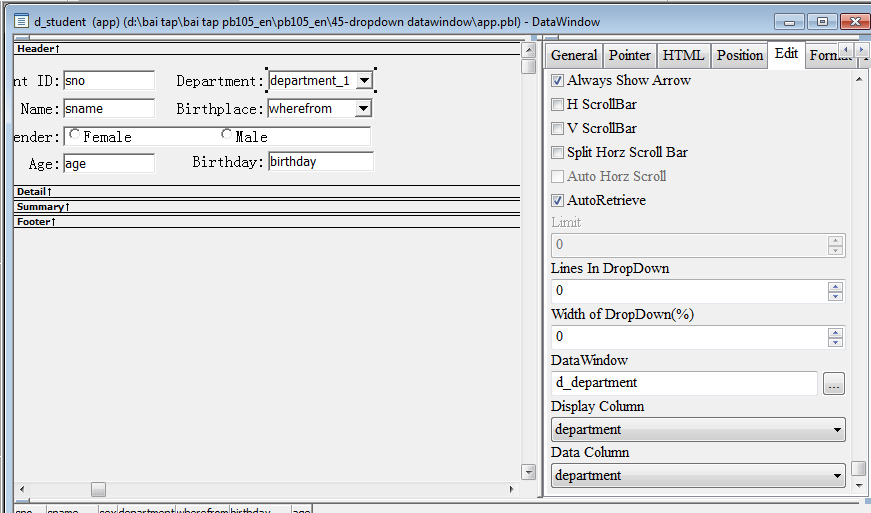 d_student (app) (d:\bai tap\bai tap pb105_en\pb105_en\45-dropdown datawindow\app.pbl) - DataWindow
Header↑
nt ID: sno Department: department_1
Name: sname Birthplace: wherefrom
ender: Female Male
Age: age Birthday: birthday
Detail↑
Summary↑
Footer↑
General Pointer HTML Position Edit Format
Always Show Arrow
H ScrollBar
V ScrollBar
Split Horz Scroll Bar
Auto Horz Scroll
AutoRetrieve
Limit
0
Lines In DropDown
0
Width of DropDown(%)
0
DataWindow
d_department ...
Display Column
department
Data Column
department
sno sname sex department wherefrom birthday age